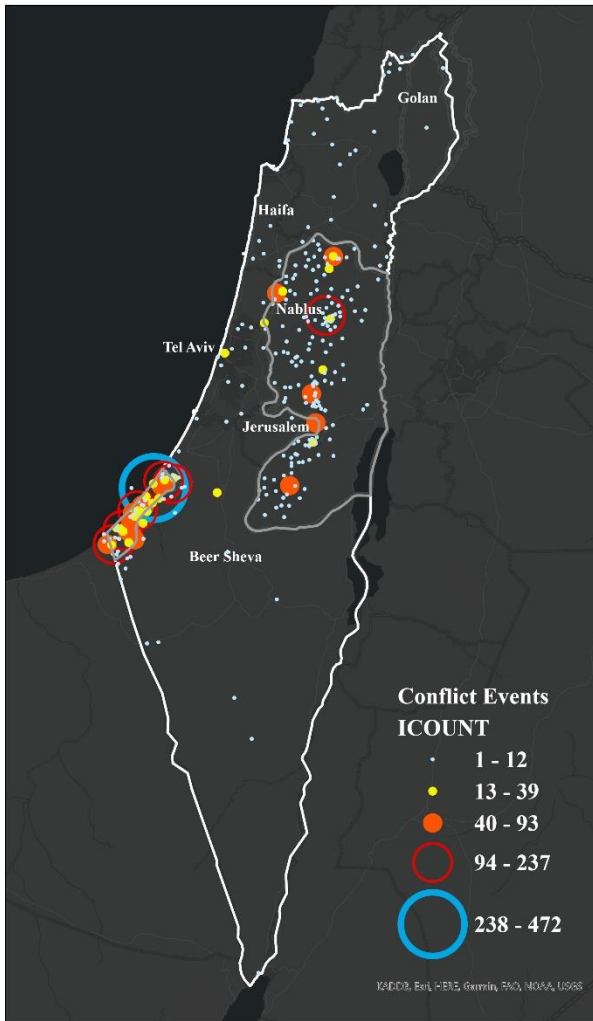 Golan
Haifa
Nablus
Tel Aviv
Jerusalem
Beer Sheva
Conflict Events
ICOUNT
1 - 12
13 - 39
40 - 93
94 - 237
238 - 472
Esri, HERE, Garmin, FAO, NOAA, USGS